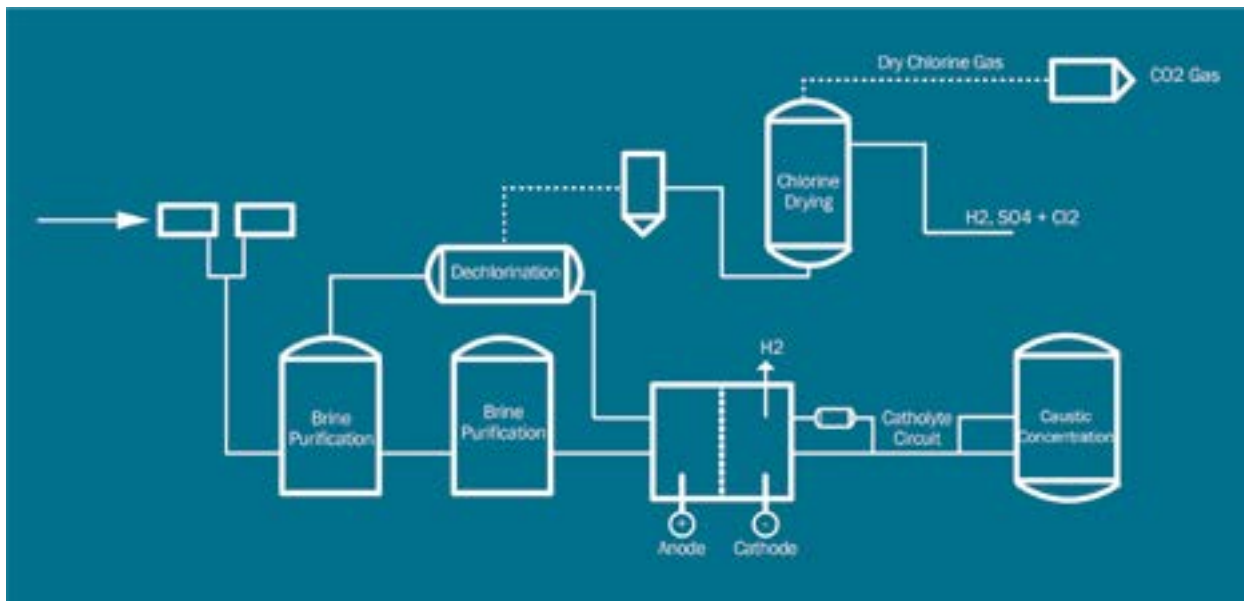 Dry Chlorine Gas
CO2 Gas
Chlorine
Drying
H2, SO4 + Cl2
Dechlorination
H2
Brine
Purification
Brine
Purification
Catholyte
Circuit
Caustic
Concentration
+
-
Anode
Cathode